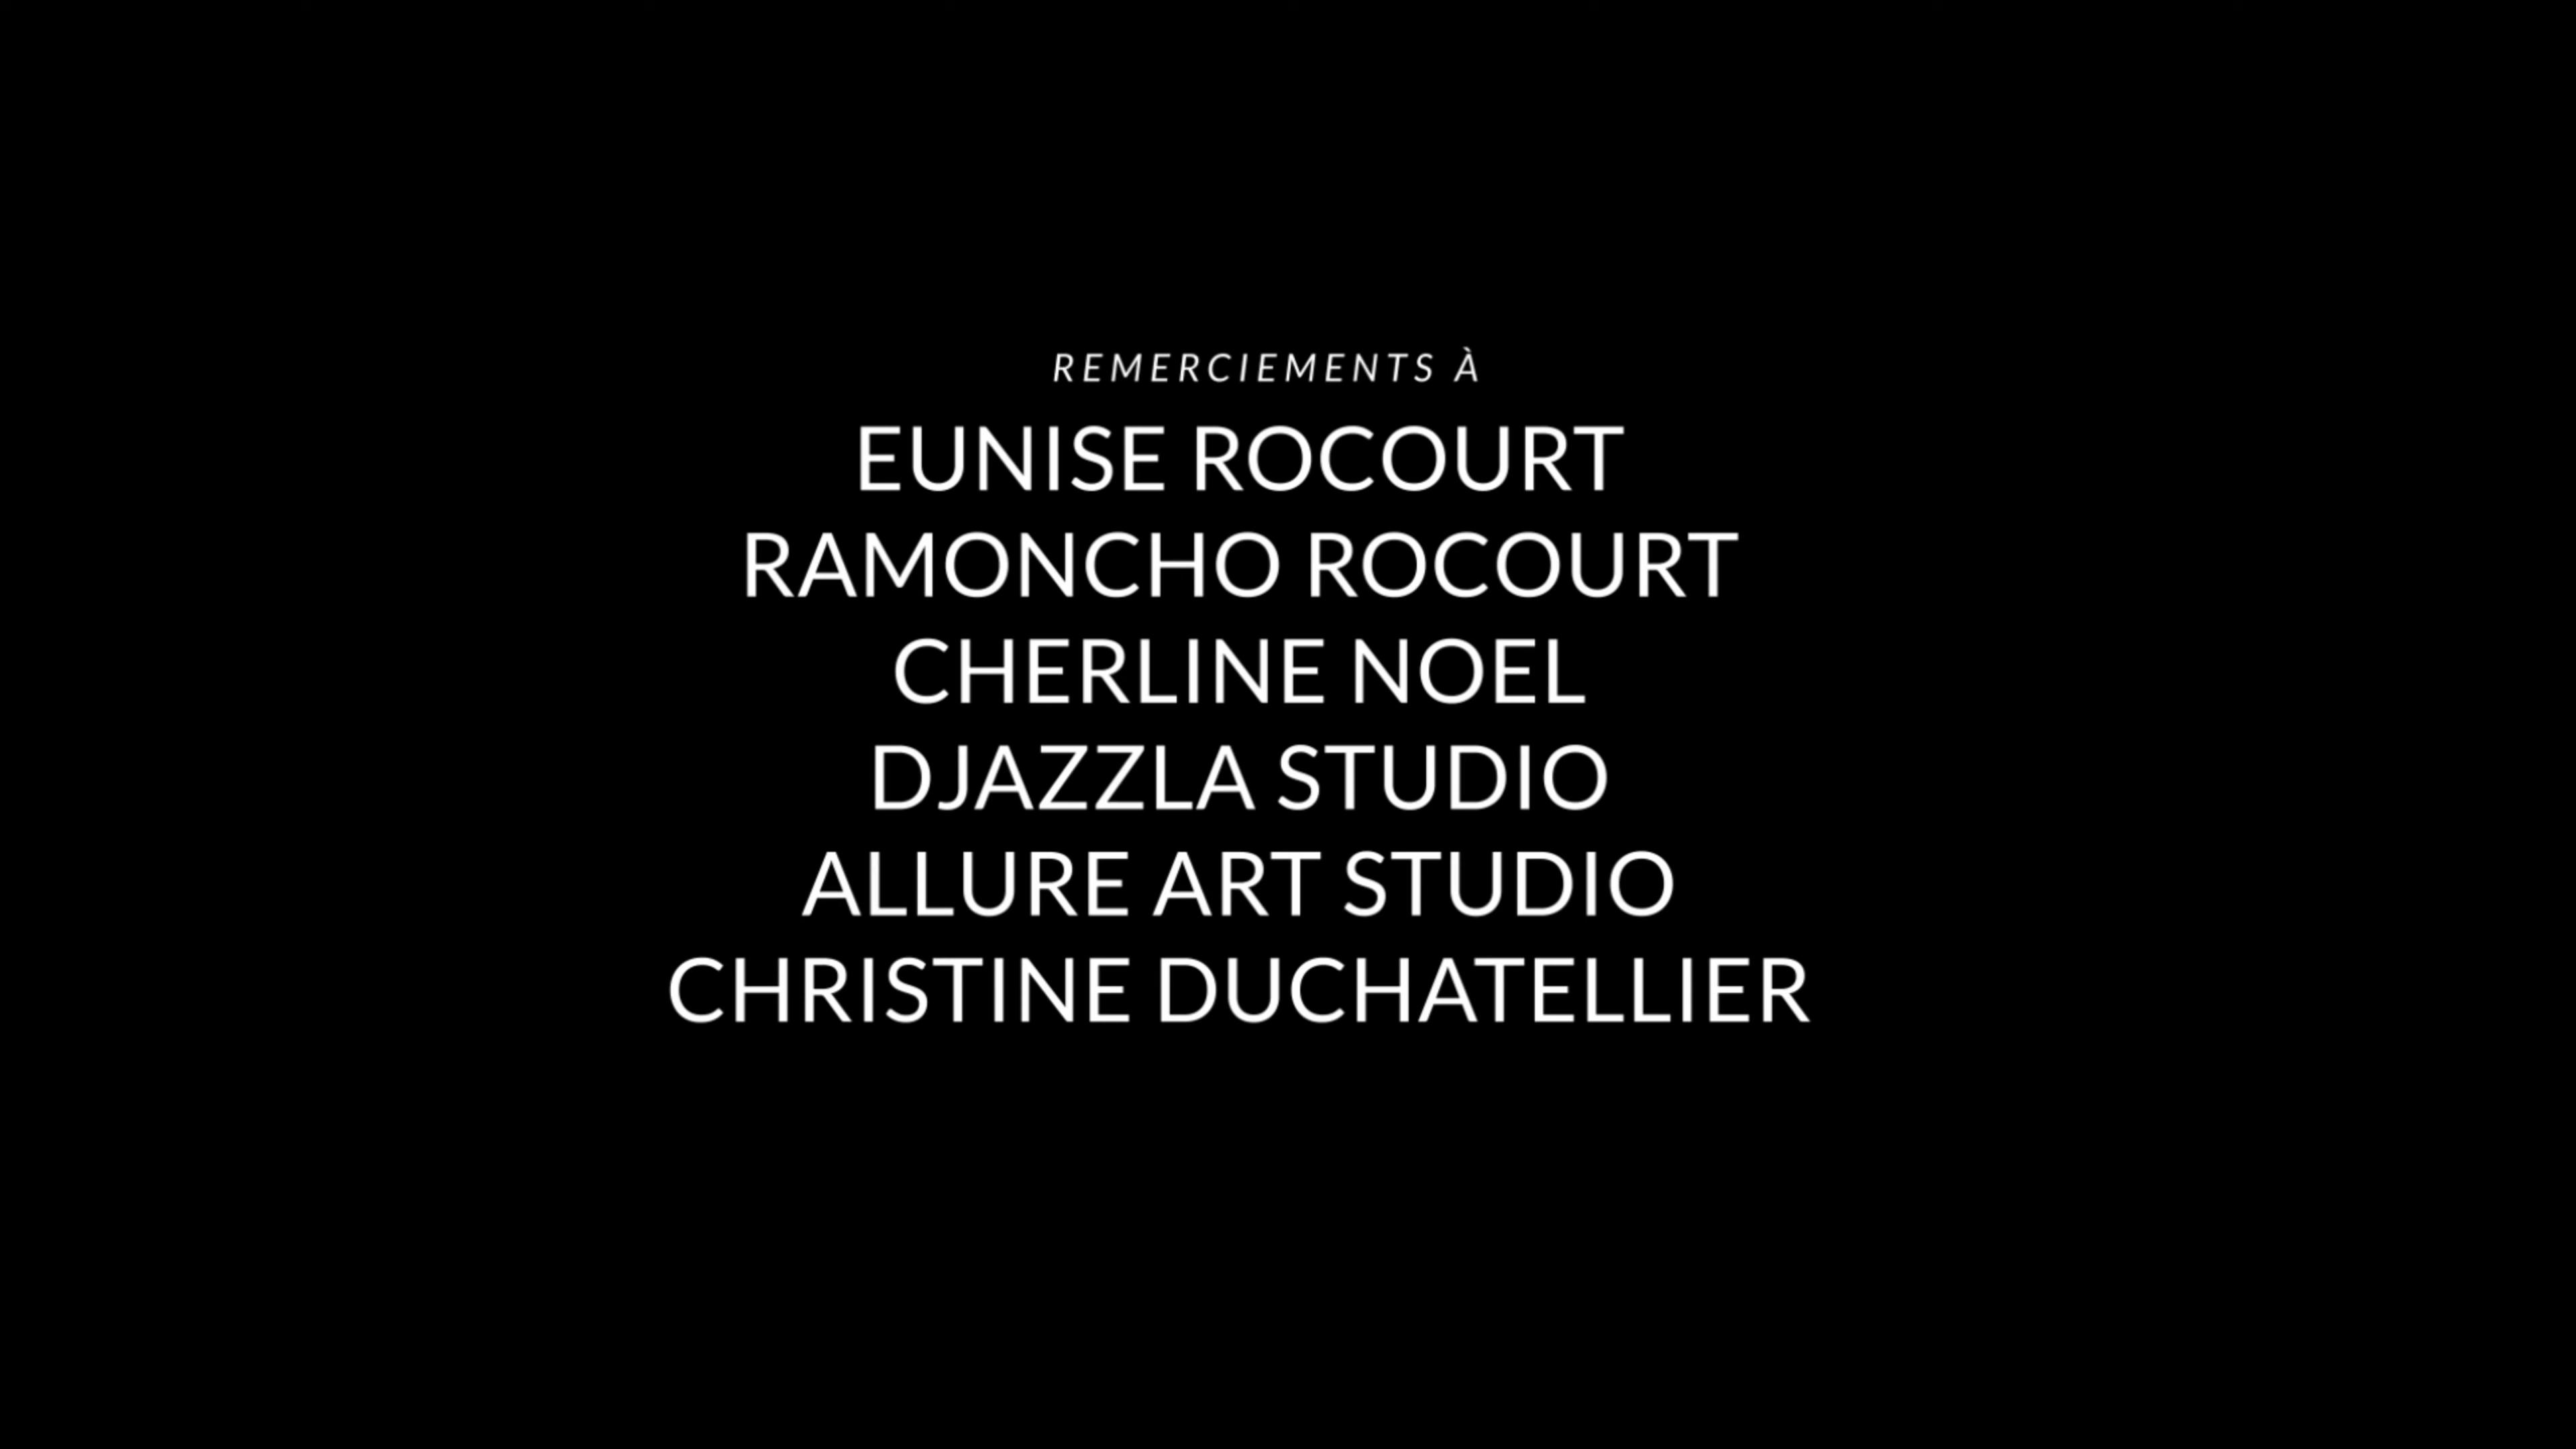 REMERCIEMENTS À
EUNISE ROCOURT
RAMONCHO ROCOURT
CHERLINE NOEL
DJAZZLA STUDIO
ALLURE ART STUDIO
CHRISTINE DUCHATELLIER